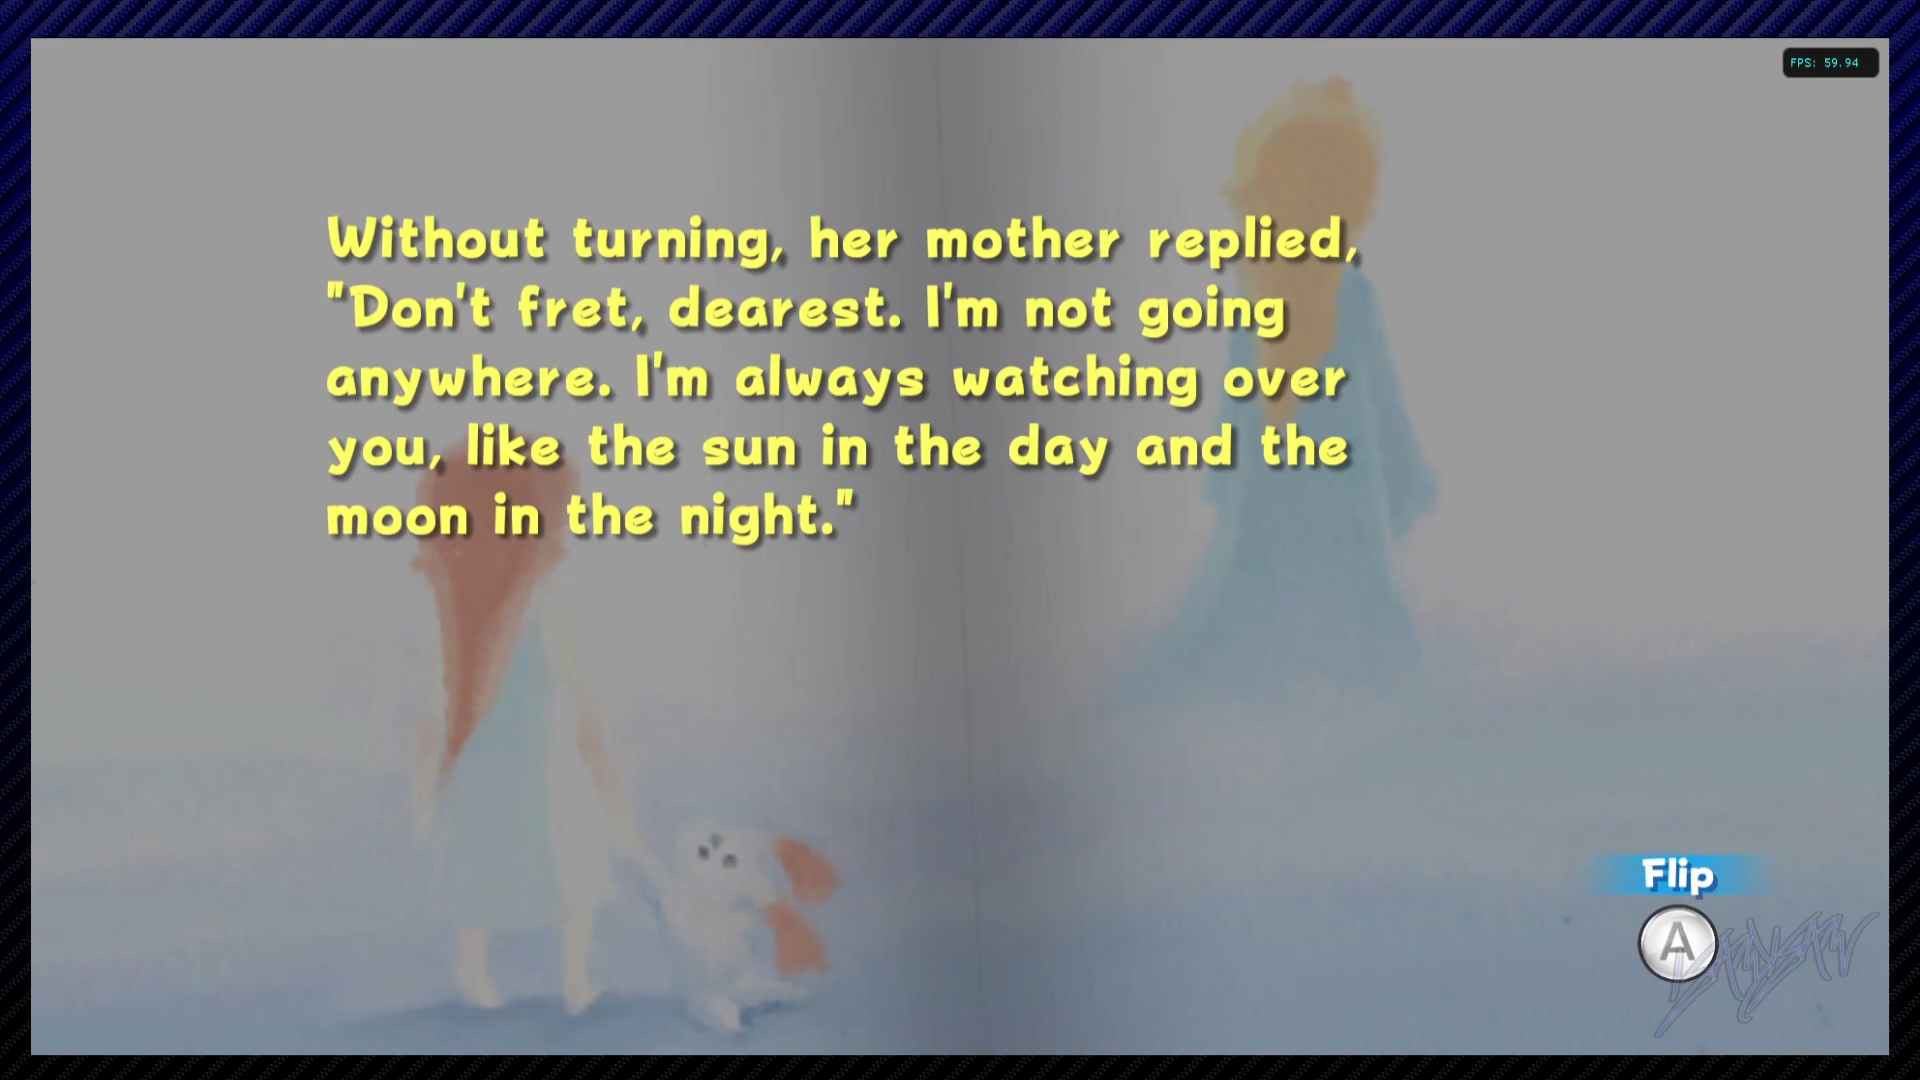 FPS: 59.94
Without turning, her mother replied,
"Don't fret, dearest. I'm not going
anywhere. I'm always watching over
you, like the sun in the day and the
moon in the night."
Flip
A